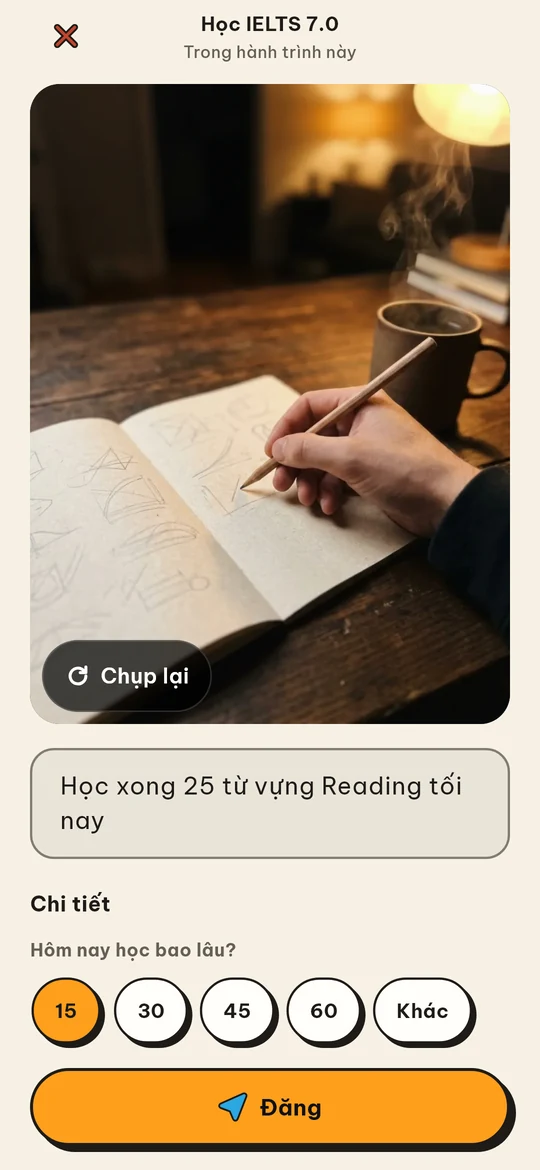 Học IELTS 7.0
Trong hành trình này
Chụp lại
Học xong 25 từ vựng Reading tối
nay
Chi tiết
Hôm nay học bao lâu?
15 30 45 60 Khác
Đăng